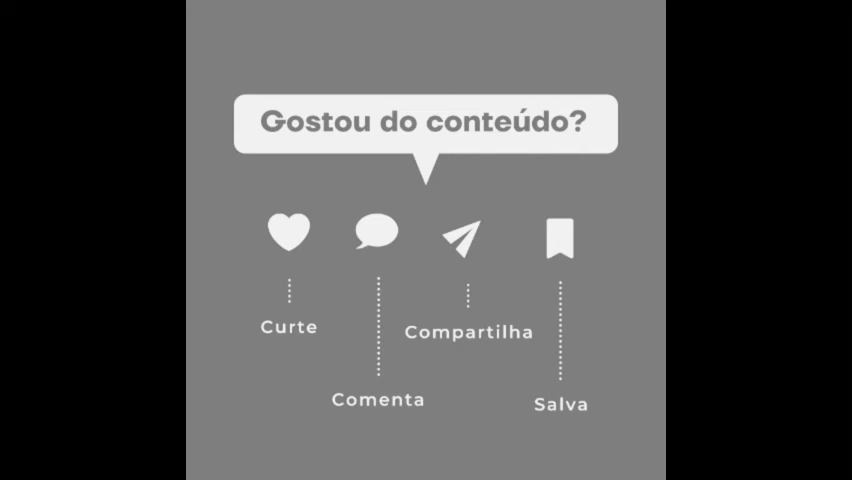 Gostou do conteúdo?
Curte
Compartilha
Comenta
Salva